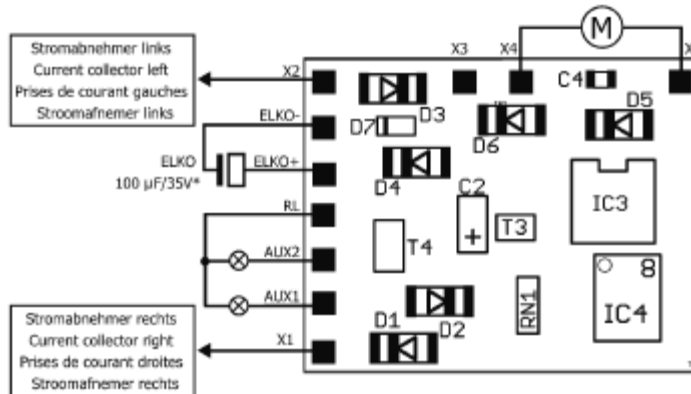 Stromabnehmer links
Current collector left
Prises de courant gauches
Stroomafnemer links
X2
ELKO-
ELKO
100 µF/35V*
ELKO+
RL
AUX2
AUX1
X1
Stromabnehmer rechts
Current collector right
Prises de courant droites
Stroomafnemer rechts
M
X3
X4
C4
D3
D7
D6
D5
D4
C2
+
T3
T4
IC3
RN1
8
IC4
D1
D2